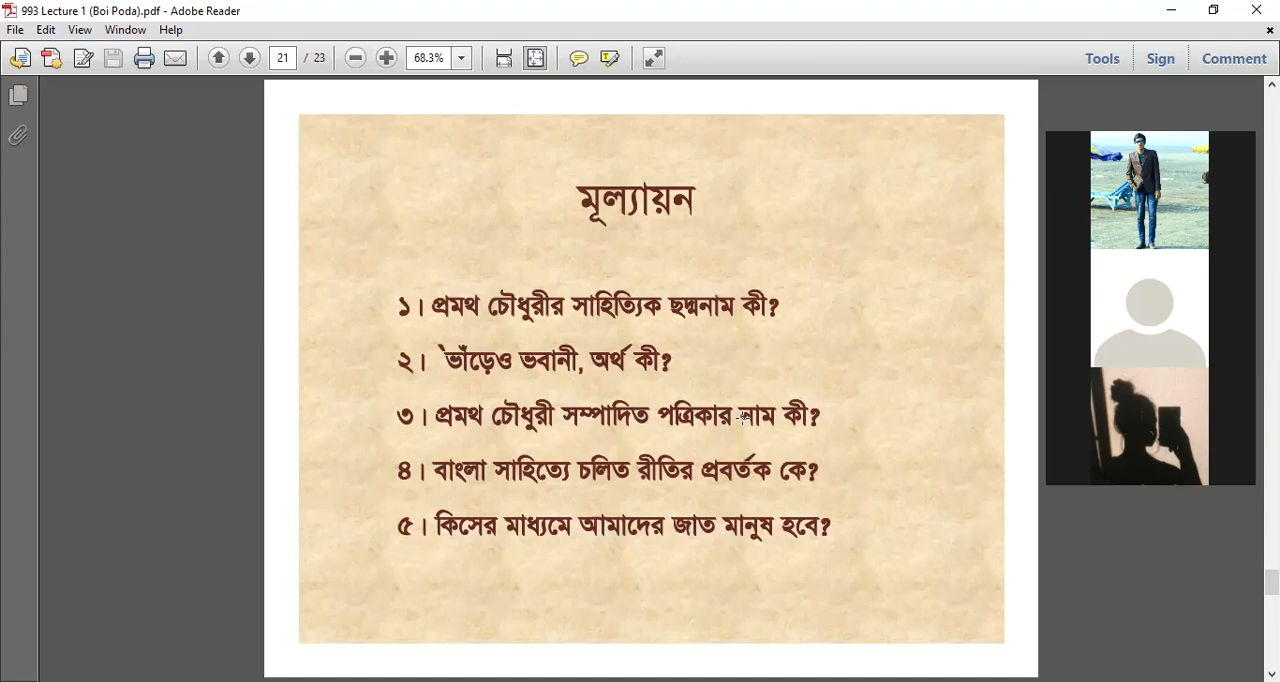 993 Lecture 1 (Boi Poda).pdf - Adobe Reader
File Edit View Window Help
21 / 23 68.3% Tools Sign Comment
মূল্যায়ন
১। প্রমথ চৌধুরীর সাহিত্যিক ছদ্মনাম কী?
২। `ভাঁড়েও ভবানী, অর্থ কী?
৩। প্রমথ চৌধুরী সম্পাদিত পত্রিকার নাম কী?
৪। বাংলা সাহিত্যে চলিত রীতির প্রবর্তক কে?
৫। কিসের মাধ্যমে আমাদের জাত মানুষ হবে?